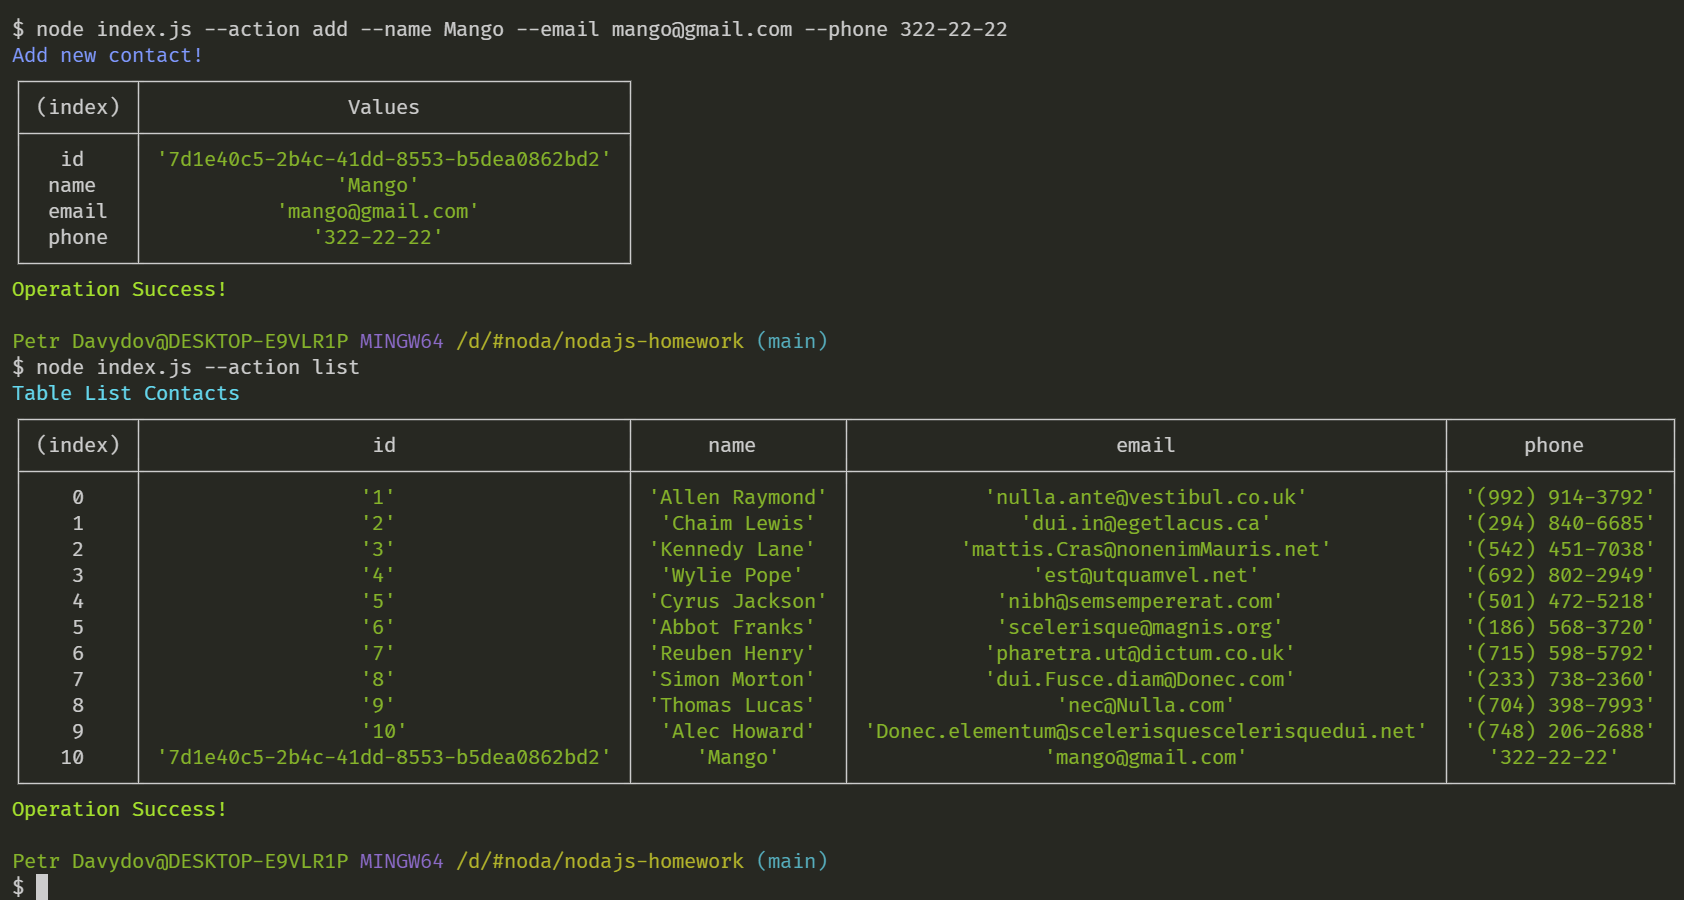 $ node index.js --action add --name Mango --email mango@gmail.com --phone 322-22-22
Add new contact!
(index) Values
id '7d1e40c5-2b4c-41dd-8553-b5dea0862bd2'
name 'Mango'
email 'mango@gmail.com'
phone '322-22-22'
Operation Success!
Petr Davydov@DESKTOP-E9VLR1P MINGW64 /d/#noda/nodajs-homework (main)
$ node index.js --action list
Table List Contacts
(index) id name email phone
0 '1' 'Allen Raymond' 'nulla.ante@vestibul.co.uk' '(992) 914-3792'
1 '2' 'Chaim Lewis' 'dui.in@egetlacus.ca' '(294) 840-6685'
2 '3' 'Kennedy Lane' 'mattis.Cras@nonenimMauris.net' '(542) 451-7038'
3 '4' 'Wylie Pope' 'est@utquamvel.net' '(692) 802-2949'
4 '5' 'Cyrus Jackson' 'nibh@semsempererat.com' '(501) 472-5218'
5 '6' 'Abbot Franks' 'scelerisque@magnis.org' '(186) 568-3720'
6 '7' 'Reuben Henry' 'pharetra.ut@dictum.co.uk' '(715) 598-5792'
7 '8' 'Simon Morton' 'dui.Fusce.diam@Donec.com' '(233) 738-2360'
8 '9' 'Thomas Lucas' 'nec@Nulla.com' '(704) 398-7993'
9 '10' 'Alec Howard' 'Donec.elementum@scelerisquescelerisquedui.net' '(748) 206-2688'
10 '7d1e40c5-2b4c-41dd-8553-b5dea0862bd2' 'Mango' 'mango@gmail.com' '322-22-22'
Operation Success!
Petr Davydov@DESKTOP-E9VLR1P MINGW64 /d/#noda/nodajs-homework (main)
$